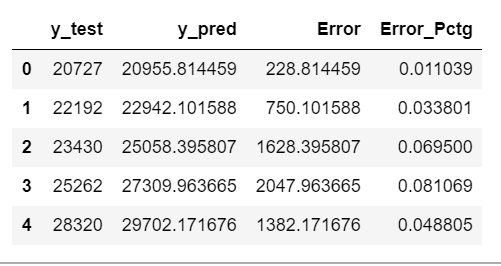 y_test y_pred Error Error_Pctg
0 20727 20955.814459 228.814459 0.011039
1 22192 22942.101588 750.101588 0.033801
2 23430 25058.395807 1628.395807 0.069500
3 25262 27309.963665 2047.963665 0.081069
4 28320 29702.171676 1382.171676 0.048805